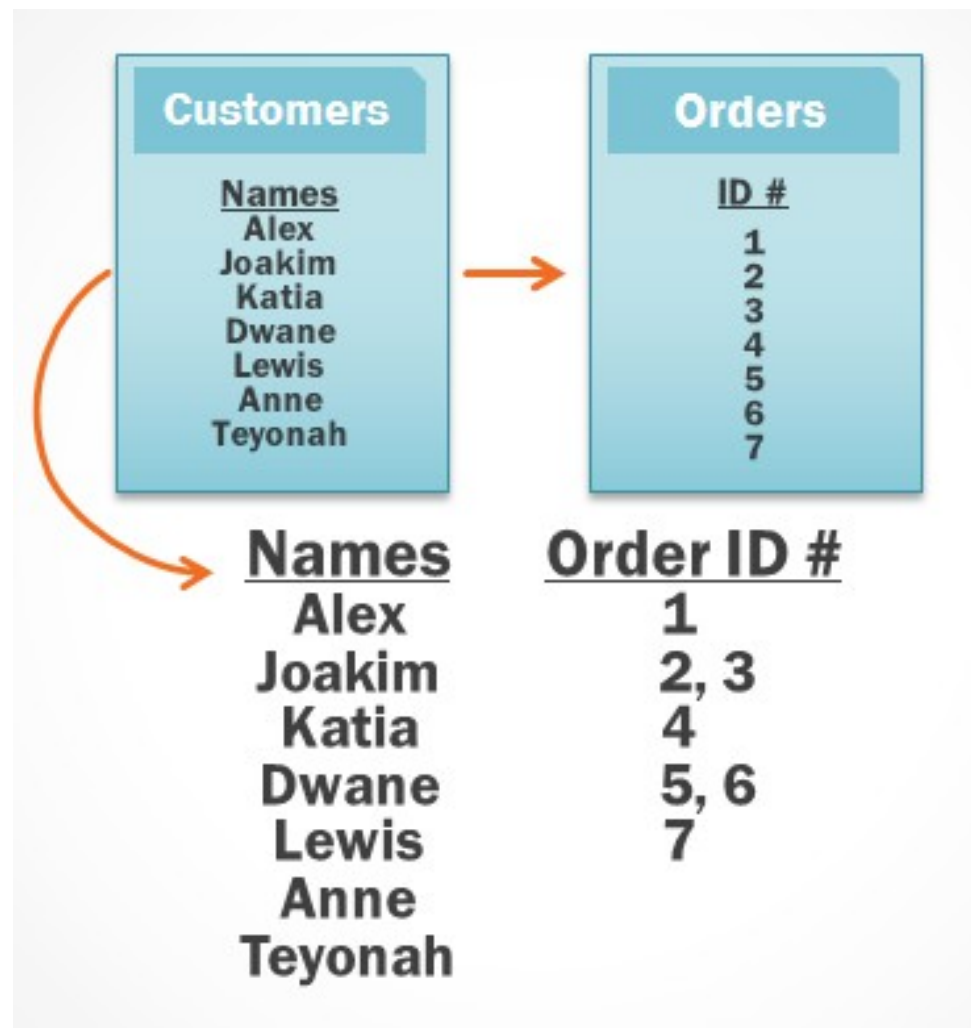 Customers
Names
Alex
Joakim
Katia
Dwane
Lewis
Anne
Teyonah
Orders
ID #
1
2
3
4
5
6
7
Names Order ID #
Alex 1
Joakim 2, 3
Katia 4
Dwane 5, 6
Lewis 7
Anne
Teyonah